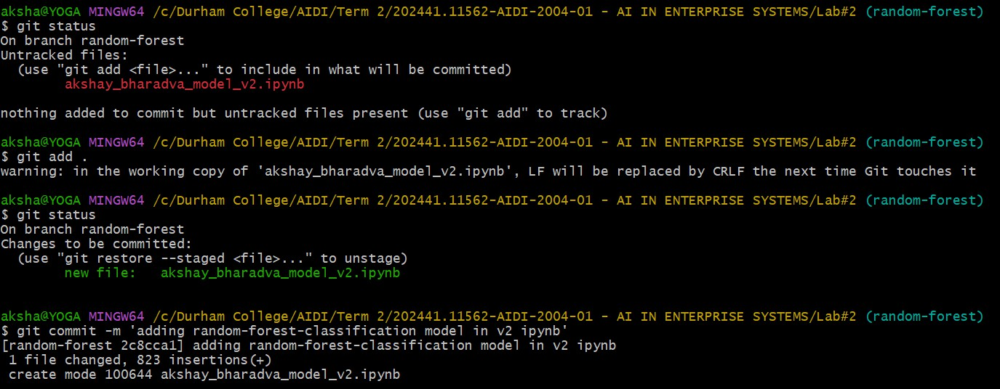 aksha@YOGA MINGW64 /c/Durham College/AIDI/Term 2/202441.11562-AIDI-2004-01 - AI IN ENTERPRISE SYSTEMS/Lab#2 (random-forest)
$ git status
On branch random-forest
Untracked files:
  (use "git add <file>..." to include in what will be committed)
        akshay_bharadva_model_v2.ipynb

nothing added to commit but untracked files present (use "git add" to track)

aksha@YOGA MINGW64 /c/Durham College/AIDI/Term 2/202441.11562-AIDI-2004-01 - AI IN ENTERPRISE SYSTEMS/Lab#2 (random-forest)
$ git add .
warning: in the working copy of 'akshay_bharadva_model_v2.ipynb', LF will be replaced by CRLF the next time Git touches it

aksha@YOGA MINGW64 /c/Durham College/AIDI/Term 2/202441.11562-AIDI-2004-01 - AI IN ENTERPRISE SYSTEMS/Lab#2 (random-forest)
$ git status
On branch random-forest
Changes to be committed:
  (use "git restore --staged <file>..." to unstage)
        new file:   akshay_bharadva_model_v2.ipynb


aksha@YOGA MINGW64 /c/Durham College/AIDI/Term 2/202441.11562-AIDI-2004-01 - AI IN ENTERPRISE SYSTEMS/Lab#2 (random-forest)
$ git commit -m 'adding random-forest-classification model in v2 ipynb'
[random-forest 2c8cca1] adding random-forest-classification model in v2 ipynb
 1 file changed, 823 insertions(+)
 create mode 100644 akshay_bharadva_model_v2.ipynb